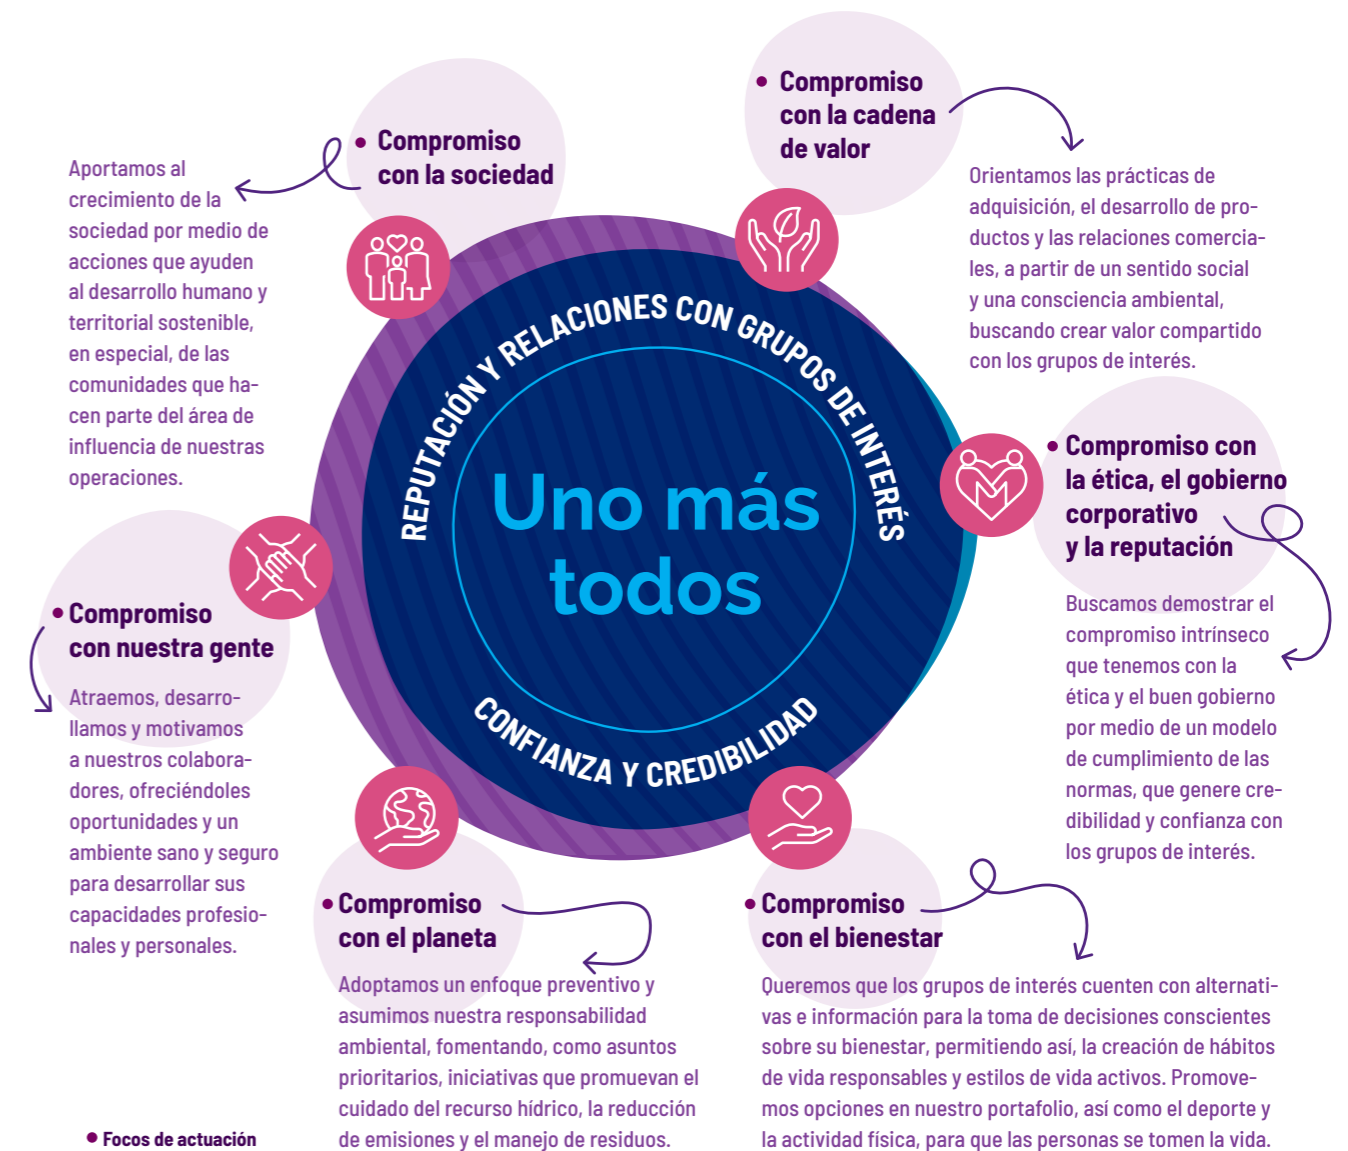 Compromiso
con la sociedad
Aportamos al
crecimiento de la
sociedad por medio de
acciones que ayuden
al desarrollo humano y
territorial sostenible,
en especial, de las
comunidades que ha-
cen parte del área de
influencia de nuestras
operaciones.
Compromiso
con la cadena
de valor
Orientamos las prácticas de
adquisición, el desarrollo de pro-
ductos y las relaciones comercia-
les, a partir de un sentido social
y una consciencia ambiental,
buscando crear valor compartido
con los grupos de interés.
REPUTACIÓN Y RELACIONES CON GRUPOS DE INTERÉS
Uno más
todos
CONFIANZA Y CREDIBILIDAD
Compromiso con
la ética, el gobierno
corporativo
y la reputación
Buscamos demostrar el
compromiso intrínseco
que tenemos con la
ética y el buen gobierno
por medio de un modelo
de cumplimiento de las
normas, que genere cre-
dibilidad y confianza con
los grupos de interés.
Compromiso
con nuestra gente
Atraemos, desarro-
llamos y motivamos
a nuestros colabora-
dores, ofreciéndoles
oportunidades y un
ambiente sano y seguro
para desarrollar sus
capacidades profesio-
nales y personales.
Compromiso
con el planeta
Adoptamos un enfoque preventivo y
asumimos nuestra responsabilidad
ambiental, fomentando, como asuntos
prioritarios, iniciativas que promuevan el
cuidado del recurso hídrico, la reducción
de emisiones y el manejo de residuos.
Compromiso
con el bienestar
Queremos que los grupos de interés cuenten con alternati-
vas e información para la toma de decisiones conscientes
sobre su bienestar, permitiendo así, la creación de hábitos
de vida responsables y estilos de vida activos. Promove-
mos opciones en nuestro portafolio, así como el deporte y
la actividad física, para que las personas se tomen la vida.
Focos de actuación